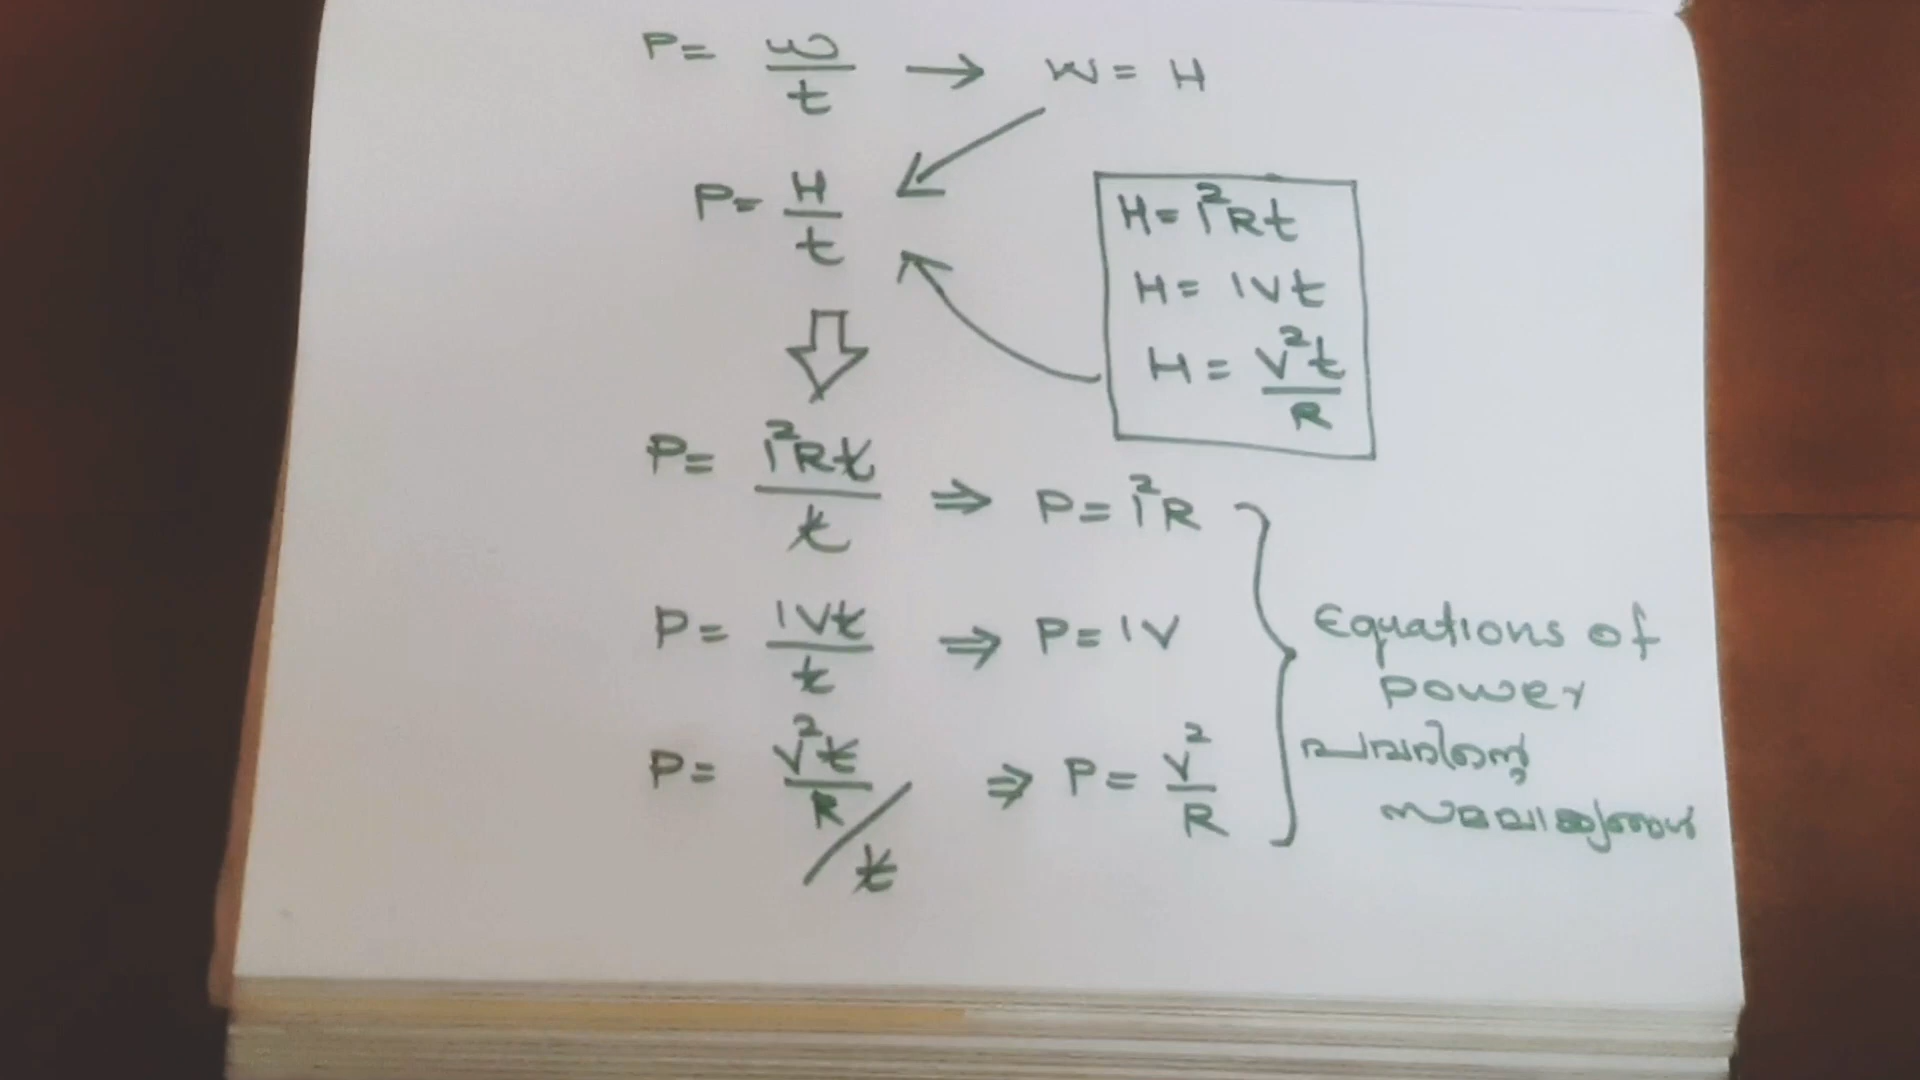 P = w/t → W = H
P = H/t
H = I²Rt
H = IVt
H = V²t/R
P = I²Rt/t ⇒ P = I²R
P = IVt/t ⇒ P = IV
P = V²t/R/t ⇒ P = V²/R
Equations of
power
പവറിന്റെ
സമവാക്യങ്ങൾ